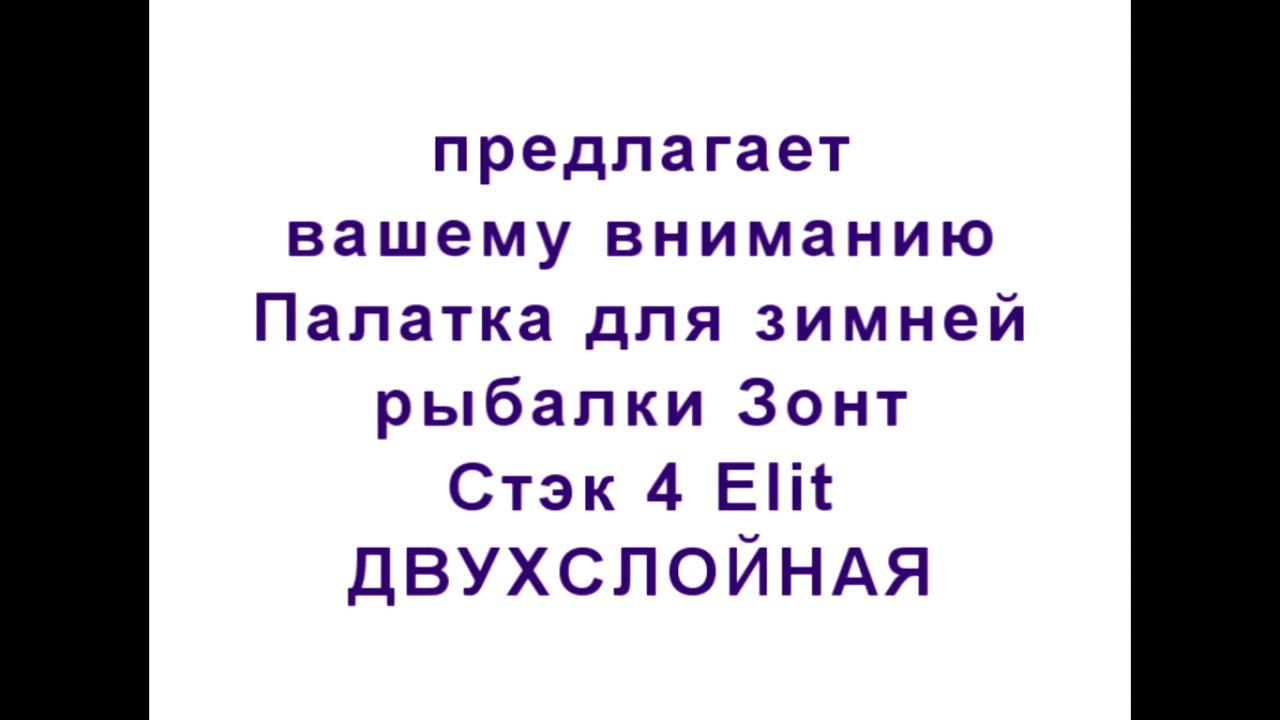 предлагает
вашему вниманию
Палатка для зимней
рыбалки Зонт
Стэк 4 Elit
ДВУХСЛОЙНАЯ